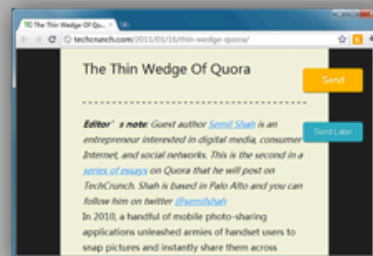 TC The Thin Wedge Of Qu...
techcrunch.com/2011/01/16/thin-wedge-quora/
The Thin Wedge Of Quora
Send
Send Later
Editor's note: Guest author Semil Shah is an
entrepreneur interested in digital media, consumer
Internet, and social networks. This is the second in a
series of essays on Quora that he will post on
TechCrunch. Shah is based in Palo Alto and you can
follow him on twitter @semilshah
In 2010, a handful of mobile photo-sharing
applications unleashed armies of handset users to
snap pictures and instantly share them across